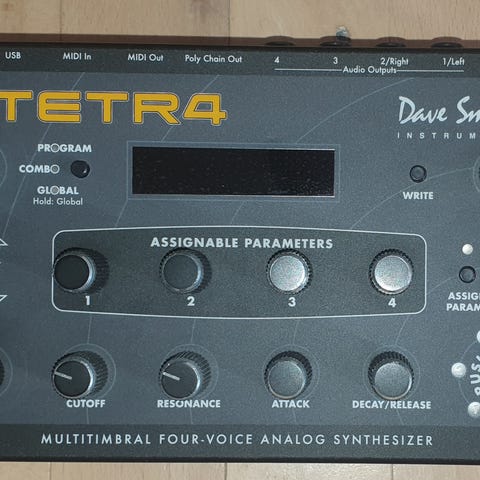 USB MIDI In MIDI Out Poly Chain Out 4 3 2/Right 1/Left
Audio Outputs
TETR4
Dave Sm
INSTRUM
PROGRAM
COMBO
GLOBAL
Hold: Global
WRITE
ASSIGNABLE PARAMETERS
1 2 3 4
ASSIG
PARAM
CUTOFF RESONANCE ATTACK DECAY/RELEASE
PUS
MULTITIMBRAL FOUR-VOICE ANALOG SYNTHESIZER